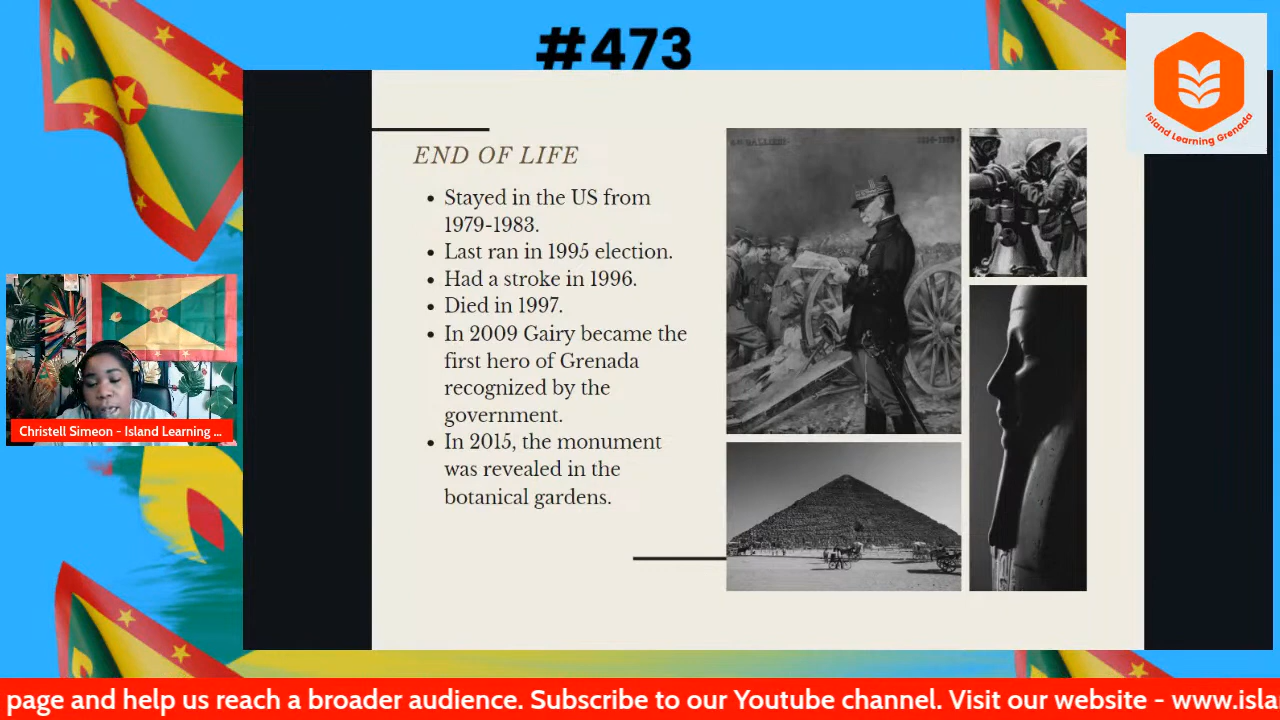 #473
Island Learning Grenada
END OF LIFE
Stayed in the US from
1979-1983.
Last ran in 1995 election.
Had a stroke in 1996.
Died in 1997.
In 2009 Gairy became the
first hero of Grenada
recognized by the
government.
In 2015, the monument
was revealed in the
botanical gardens.
Christell Simeon - Island Learning ...
page and help us reach a broader audience. Subscribe to our Youtube channel. Visit our website - www.isla